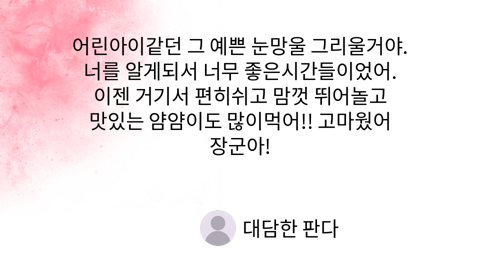 어린아이같던 그 예쁜 눈망울 그리울거야.
너를 알게되서 너무 좋은시간들이었어.
이젠 거기서 편히쉬고 맘껏 뛰어놀고
맛있는 얌얌이도 많이먹어!! 고마웠어
장군아!
대담한 판다